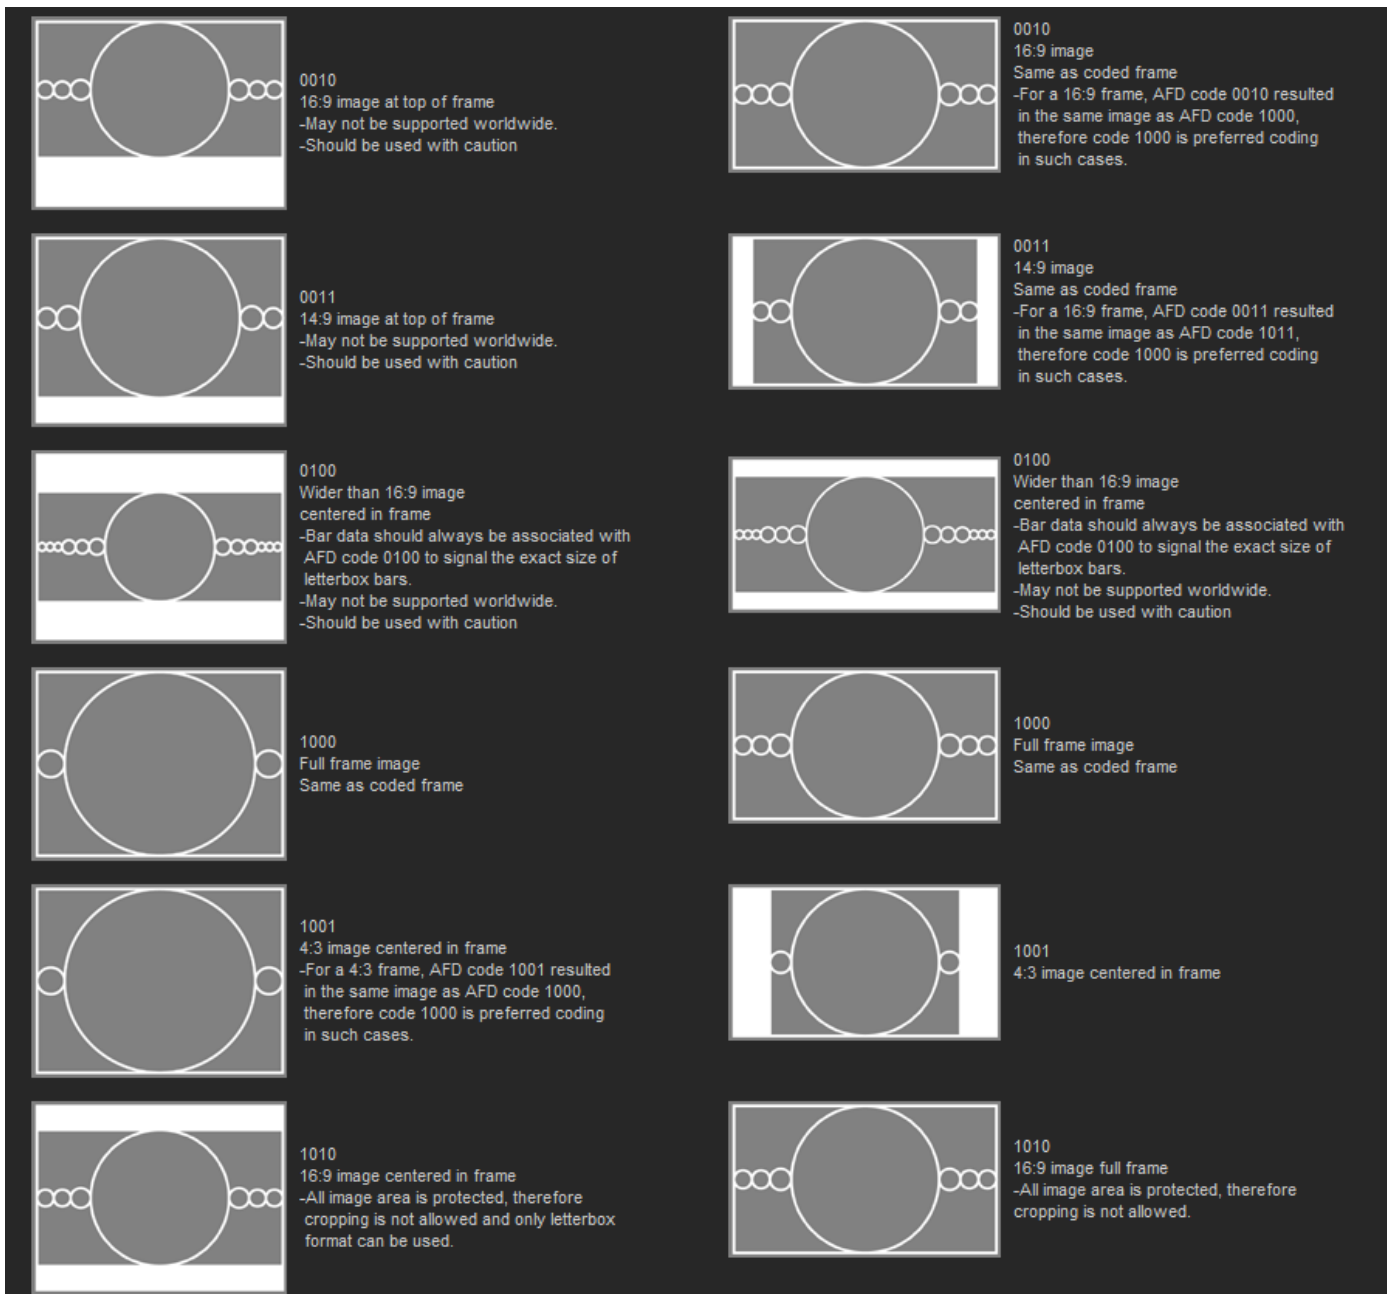 0010
16:9 image at top of frame
-May not be supported worldwide.
-Should be used with caution
0010
16:9 image
Same as coded frame
-For a 16:9 frame, AFD code 0010 resulted
in the same image as AFD code 1000,
therefore code 1000 is preferred coding
in such cases.
0011
14:9 image at top of frame
-May not be supported worldwide.
-Should be used with caution
0011
14:9 image
Same as coded frame
-For a 16:9 frame, AFD code 0011 resulted
in the same image as AFD code 1011,
therefore code 1000 is preferred coding
in such cases.
0100
Wider than 16:9 image
centered in frame
-Bar data should always be associated with
AFD code 0100 to signal the exact size of
letterbox bars.
-May not be supported worldwide.
-Should be used with caution
0100
Wider than 16:9 image
centered in frame
-Bar data should always be associated with
AFD code 0100 to signal the exact size of
letterbox bars.
-May not be supported worldwide.
-Should be used with caution
1000
Full frame image
Same as coded frame
1000
Full frame image
Same as coded frame
1001
4:3 image centered in frame
-For a 4:3 frame, AFD code 1001 resulted
in the same image as AFD code 1000,
therefore code 1000 is preferred coding
in such cases.
1001
4:3 image centered in frame
1010
16:9 image centered in frame
-All image area is protected, therefore
cropping is not allowed and only letterbox
format can be used.
1010
16:9 image full frame
-All image area is protected, therefore
cropping is not allowed.